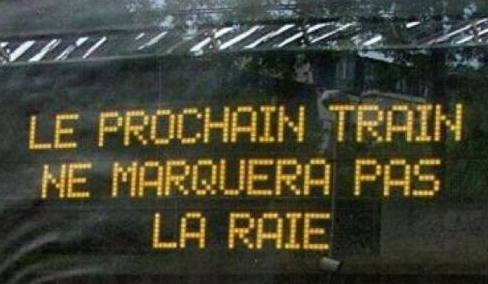 LE PROCHAIN TRAIN
NE MARQUERA PAS
LA RAIE